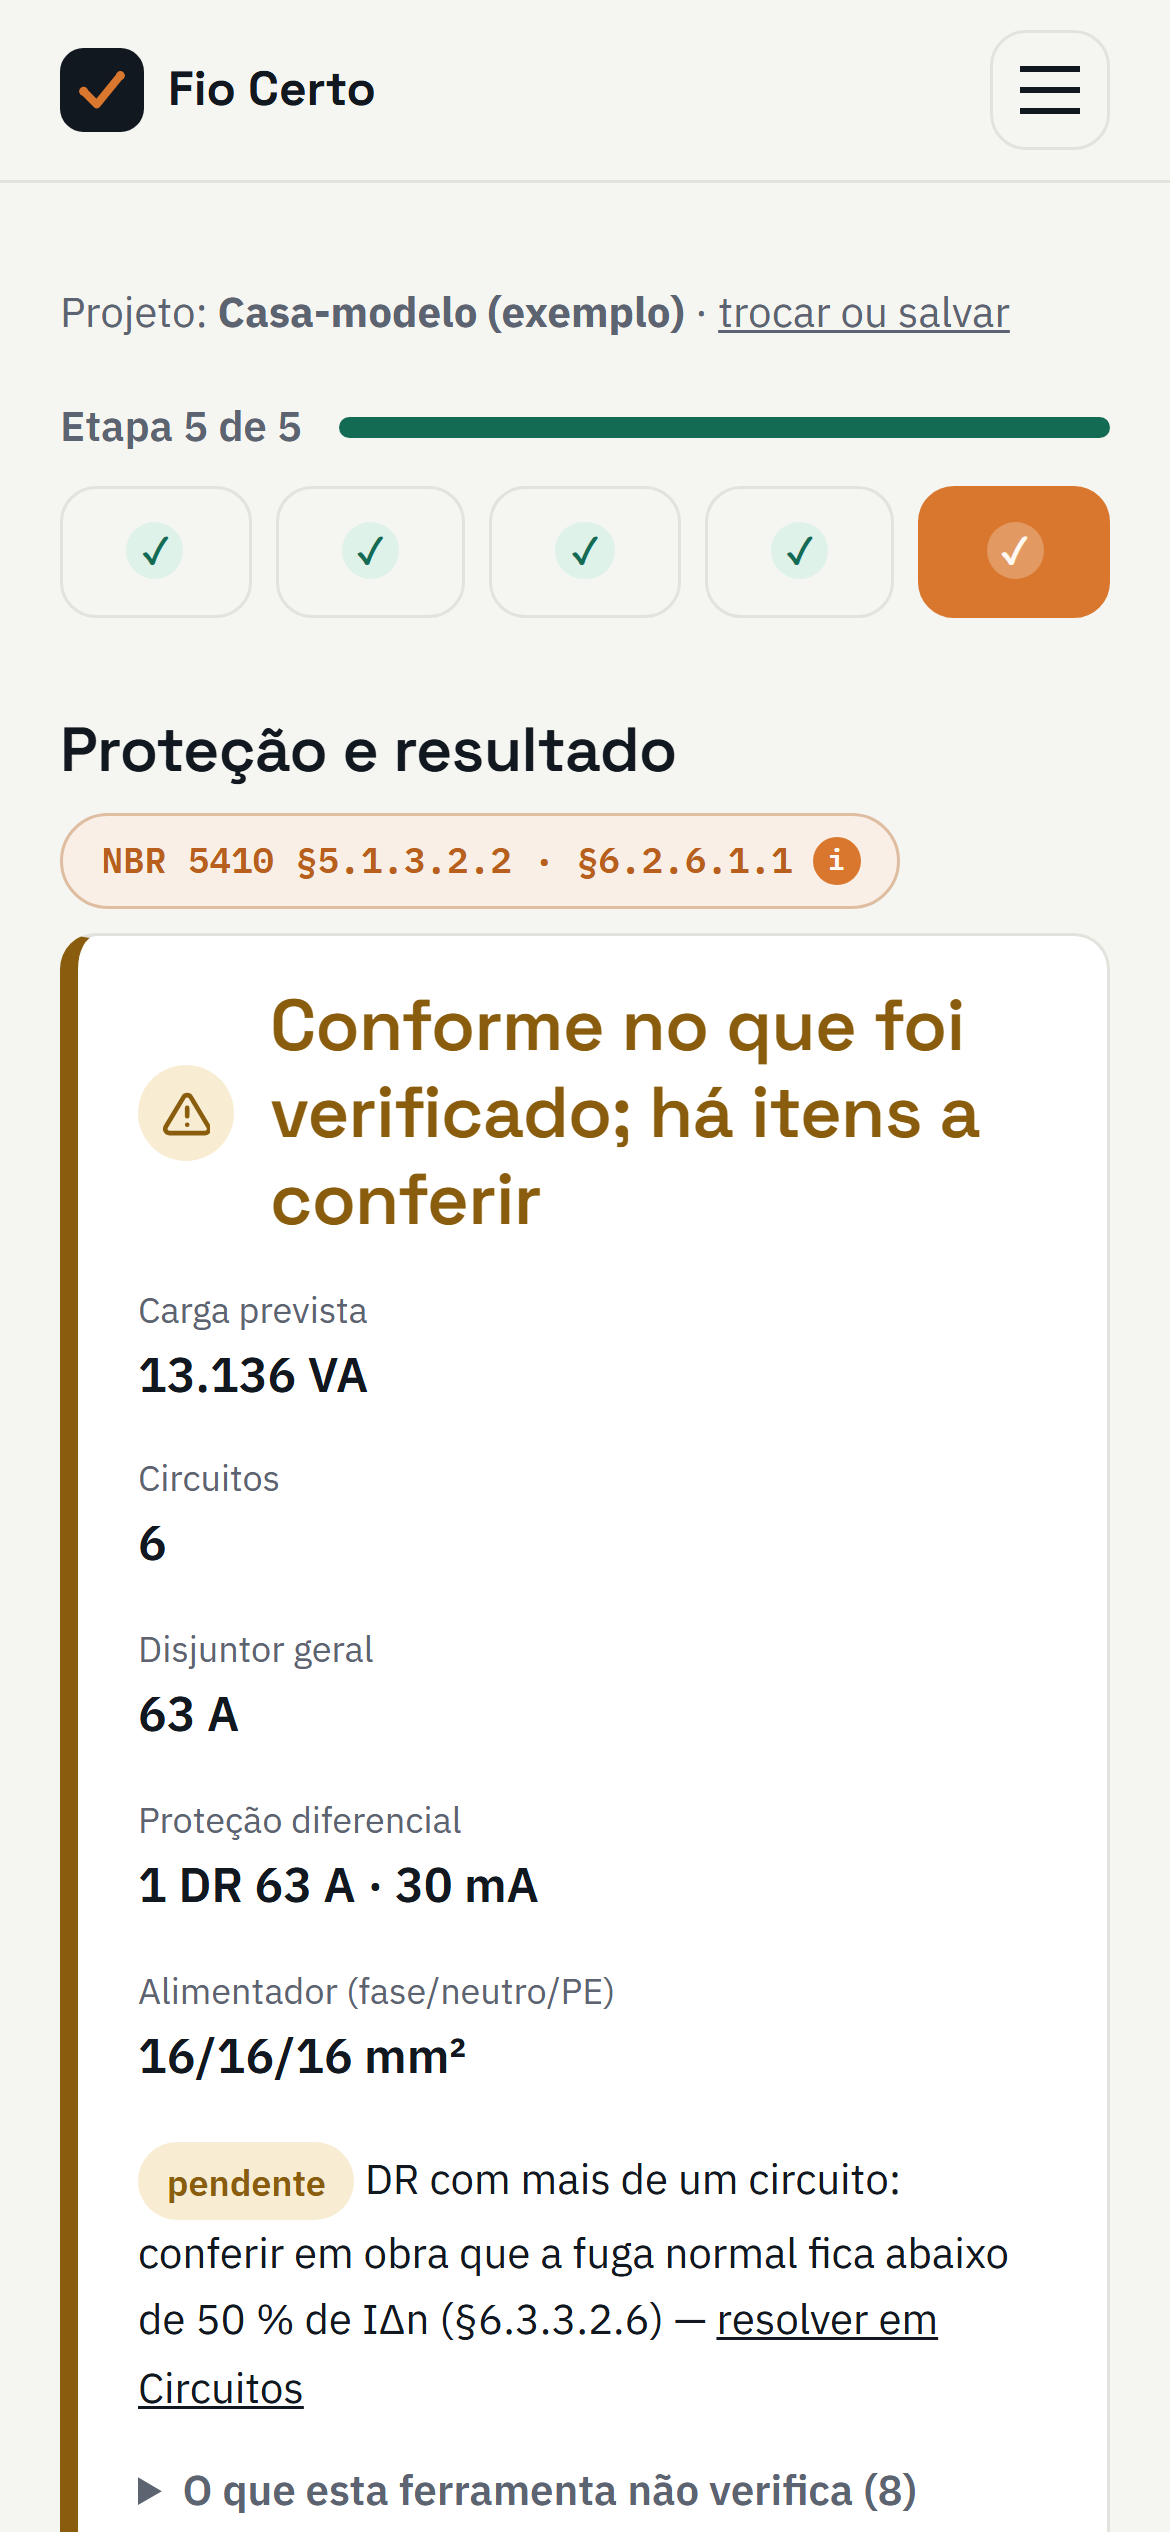 Fio Certo
Projeto: Casa-modelo (exemplo) · trocar ou salvar
Etapa 5 de 5
Proteção e resultado
NBR 5410 §5.1.3.2.2 · §6.2.6.1.1 i
Conforme no que foi
verificado; há itens a
conferir
Carga prevista
13.136 VA
Circuitos
6
Disjuntor geral
63 A
Proteção diferencial
1 DR 63 A · 30 mA
Alimentador (fase/neutro/PE)
16/16/16 mm²
pendente DR com mais de um circuito:
conferir em obra que a fuga normal fica abaixo
de 50 % de IΔn (§6.3.3.2.6) — resolver em
Circuitos
O que esta ferramenta não verifica (8)